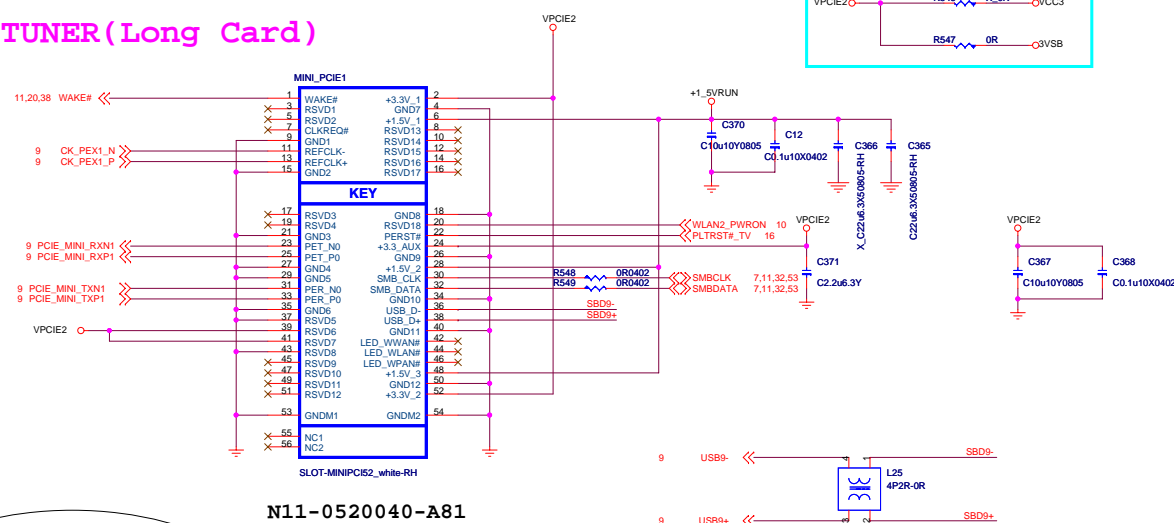 VPCIE2
VCC3
R547 0R
3VSB
TUNER(Long Card)
VPCIE2
MINI_PCIE1
11,20,38 WAKE#
1 WAKE# +3.3V_1 2
3 RSVD1 GND7 4
5 RSVD2 +1.5V_1 6
7 CLKREQ# RSVD13 8
9 GND1 RSVD14 10
9 CK_PEX1_N 11 REFCLK- RSVD15 12
9 CK_PEX1_P 13 REFCLK+ RSVD16 14
15 GND2 RSVD17 16
KEY
17 RSVD3 GND8 18
19 RSVD4 RSVD18 20 WLAN2_PWRON 10
21 GND3 PERST# 22 PLTRST#_TV 16
9 PCIE_MINI_RXN1 23 PET_N0 +3.3_AUX 24
9 PCIE_MINI_RXP1 25 PET_P0 GND9 26
27 GND4 +1.5V_2 28
29 GND5 SMB_CLK 30 R548 0R0402 SMBCLK 7,11,32,53
9 PCIE_MINI_TXN1 31 PER_N0 SMB_DATA 32 R549 0R0402 SMBDATA 7,11,32,53
9 PCIE_MINI_TXP1 33 PER_P0 GND10 34
35 GND6 USB_D- 36 SBD9-
37 RSVD5 USB_D+ 38 SBD9+
VPCIE2 39 RSVD6 GND11 40
41 RSVD7 LED_WWAN# 42
43 RSVD8 LED_WLAN# 44
45 RSVD9 LED_WPAN# 46
47 RSVD10 +1.5V_3 48
49 RSVD11 GND12 50
51 RSVD12 +3.3V_2 52
53 GNDM1 GNDM2 54
55 NC1
56 NC2
SLOT-MINIPCI52_white-RH
N11-0520040-A81
+1_5VRUN
C370
C10u10Y0805
C12
C0.1u10X0402
C366
X_C22u6.3X50805-RH
C365
C22u6.3X50805-RH
VPCIE2
C371
C2.2u6.3Y
VPCIE2
C367
C10u10Y0805
C368
C0.1u10X0402
9 USB9- 4 1 SBD9-
L25
4P2R-0R
9 USB9+ 3 2 SBD9+